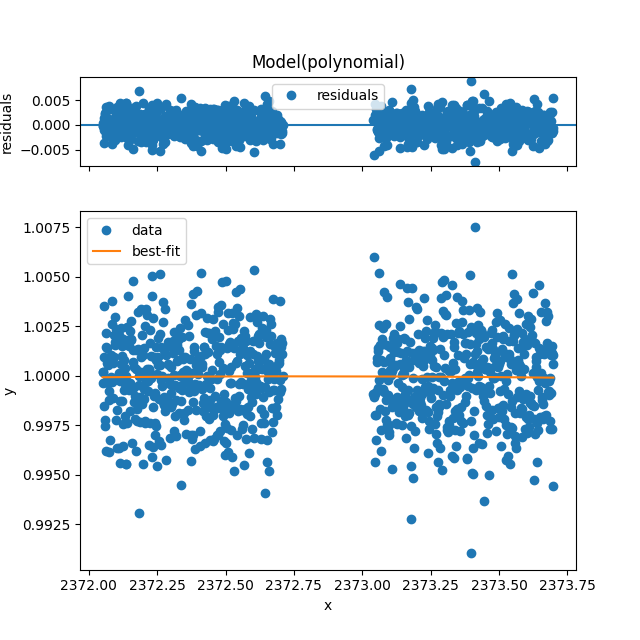 Model(polynomial)
residuals
0.005
0.000
−0.005
residuals
data
best-fit
1.0075
1.0050
1.0025
1.0000
0.9975
0.9950
0.9925
y
2372.00 2372.25 2372.50 2372.75 2373.00 2373.25 2373.50 2373.75
x